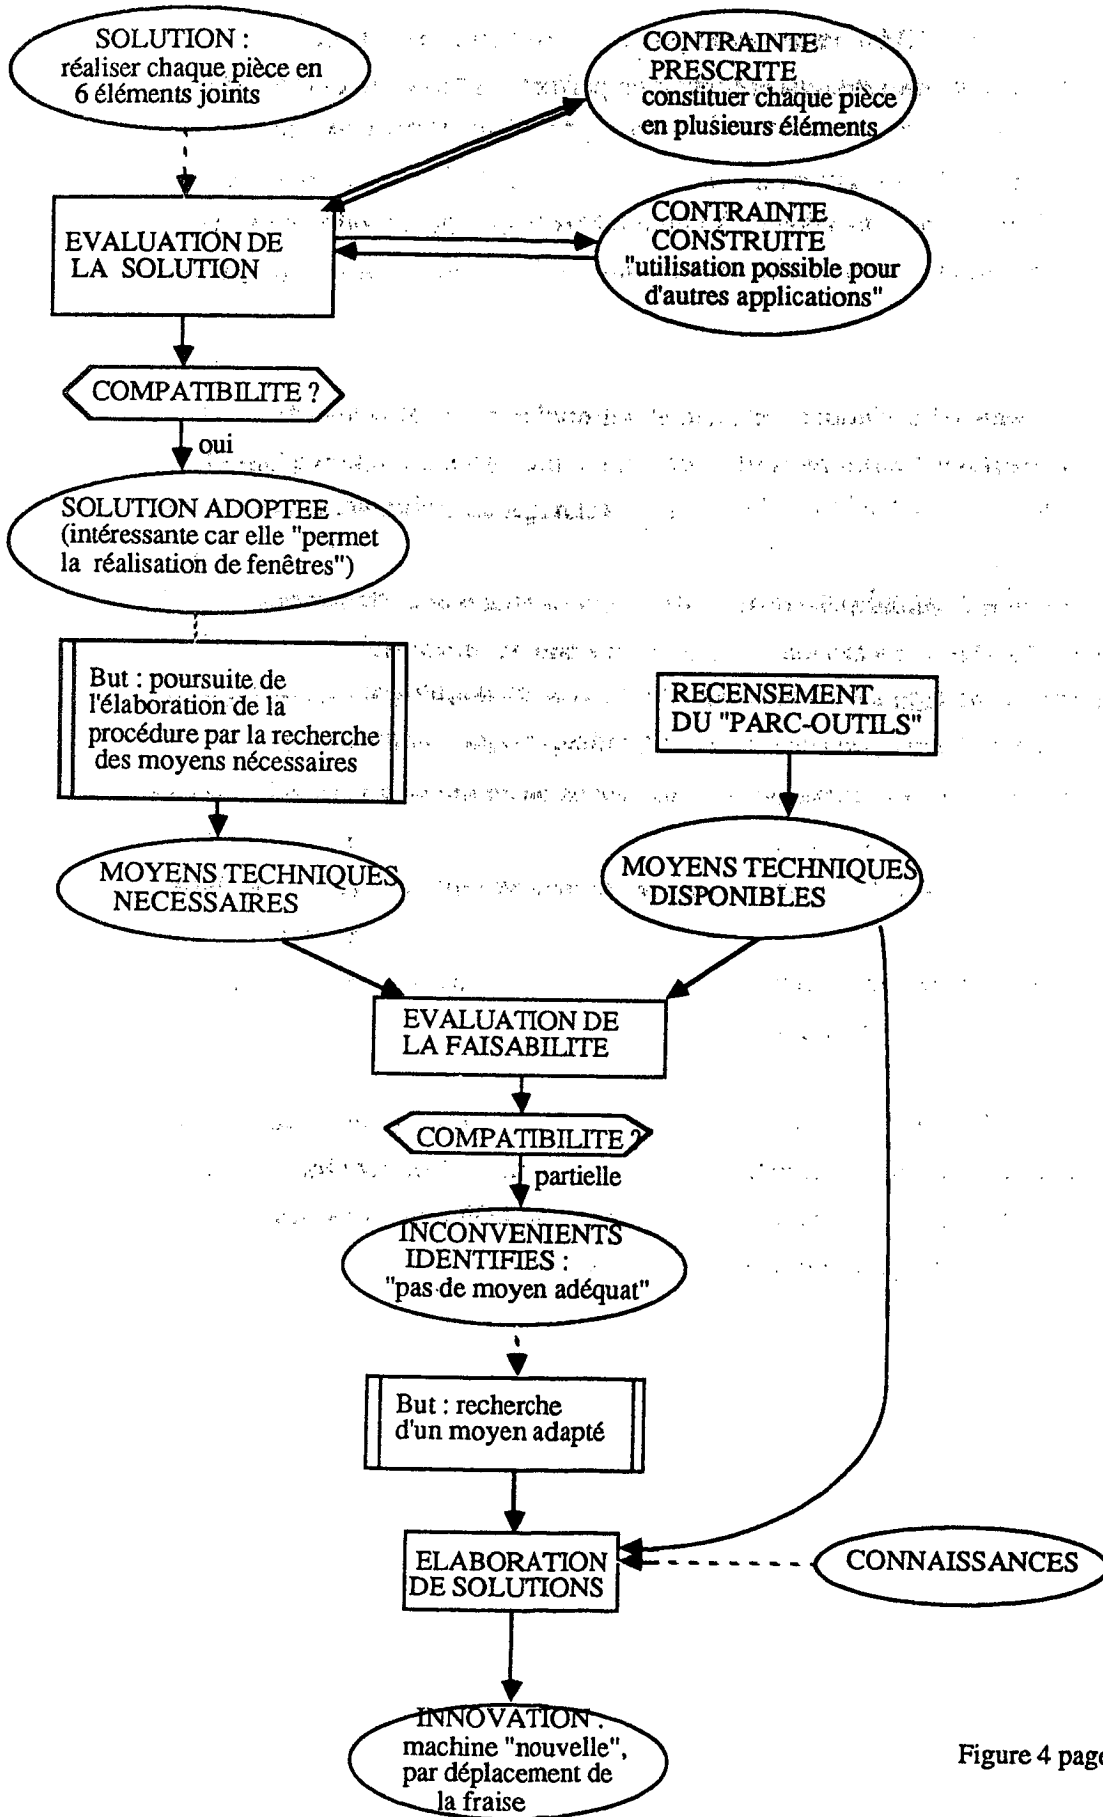 SOLUTION :
réaliser chaque pièce en
6 éléments joints
CONTRAINTE
PRESCRITE
constituer chaque pièce
en plusieurs éléments
EVALUATION DE
LA SOLUTION
CONTRAINTE
CONSTRUITE
"utilisation possible pour
d'autres applications"
COMPATIBILITE ?
oui
SOLUTION ADOPTEE
(intéressante car elle "permet
la réalisation de fenêtres")
But : poursuite de
l'élaboration de la
procédure par la recherche
des moyens nécessaires
RECENSEMENT
DU "PARC-OUTILS"
MOYENS TECHNIQUES
NECESSAIRES
MOYENS TECHNIQUES
DISPONIBLES
EVALUATION DE
LA FAISABILITE
COMPATIBILITE ?
partielle
INCONVENIENTS
IDENTIFIES :
"pas de moyen adéquat"
But : recherche
d'un moyen adapté
ELABORATION
DE SOLUTIONS
CONNAISSANCES
INNOVATION :
machine "nouvelle",
par déplacement de
la fraise
Figure 4 page